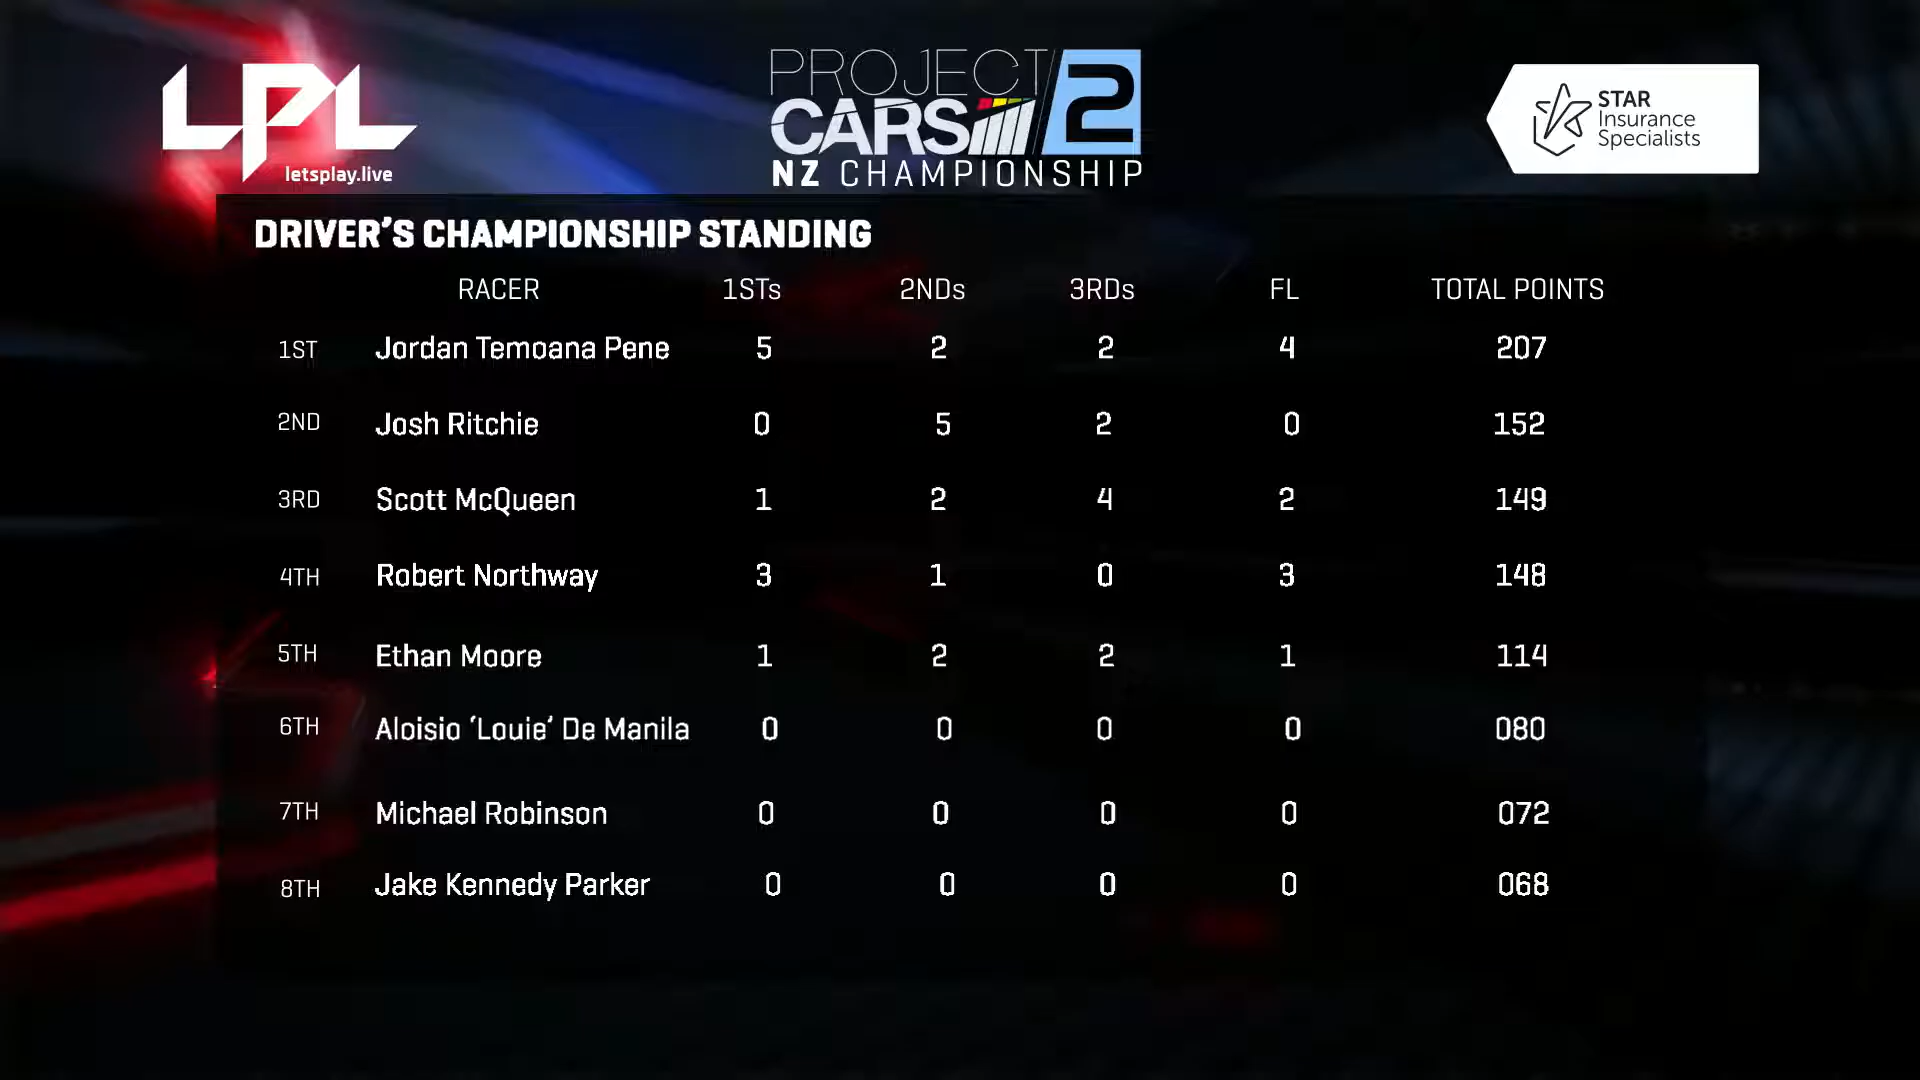 LPL
letsplay.live
PROJECT
CARS 2
NZ CHAMPIONSHIP
STAR
Insurance
Specialists
DRIVER’S CHAMPIONSHIP STANDING
RACER 1STs 2NDs 3RDs FL TOTAL POINTS
1ST Jordan Temoana Pene 5 2 2 4 207
2ND Josh Ritchie 0 5 2 0 152
3RD Scott McQueen 1 2 4 2 149
4TH Robert Northway 3 1 0 3 148
5TH Ethan Moore 1 2 2 1 114
6TH Aloisio ‘Louie’ De Manila 0 0 0 0 080
7TH Michael Robinson 0 0 0 0 072
8TH Jake Kennedy Parker 0 0 0 0 068